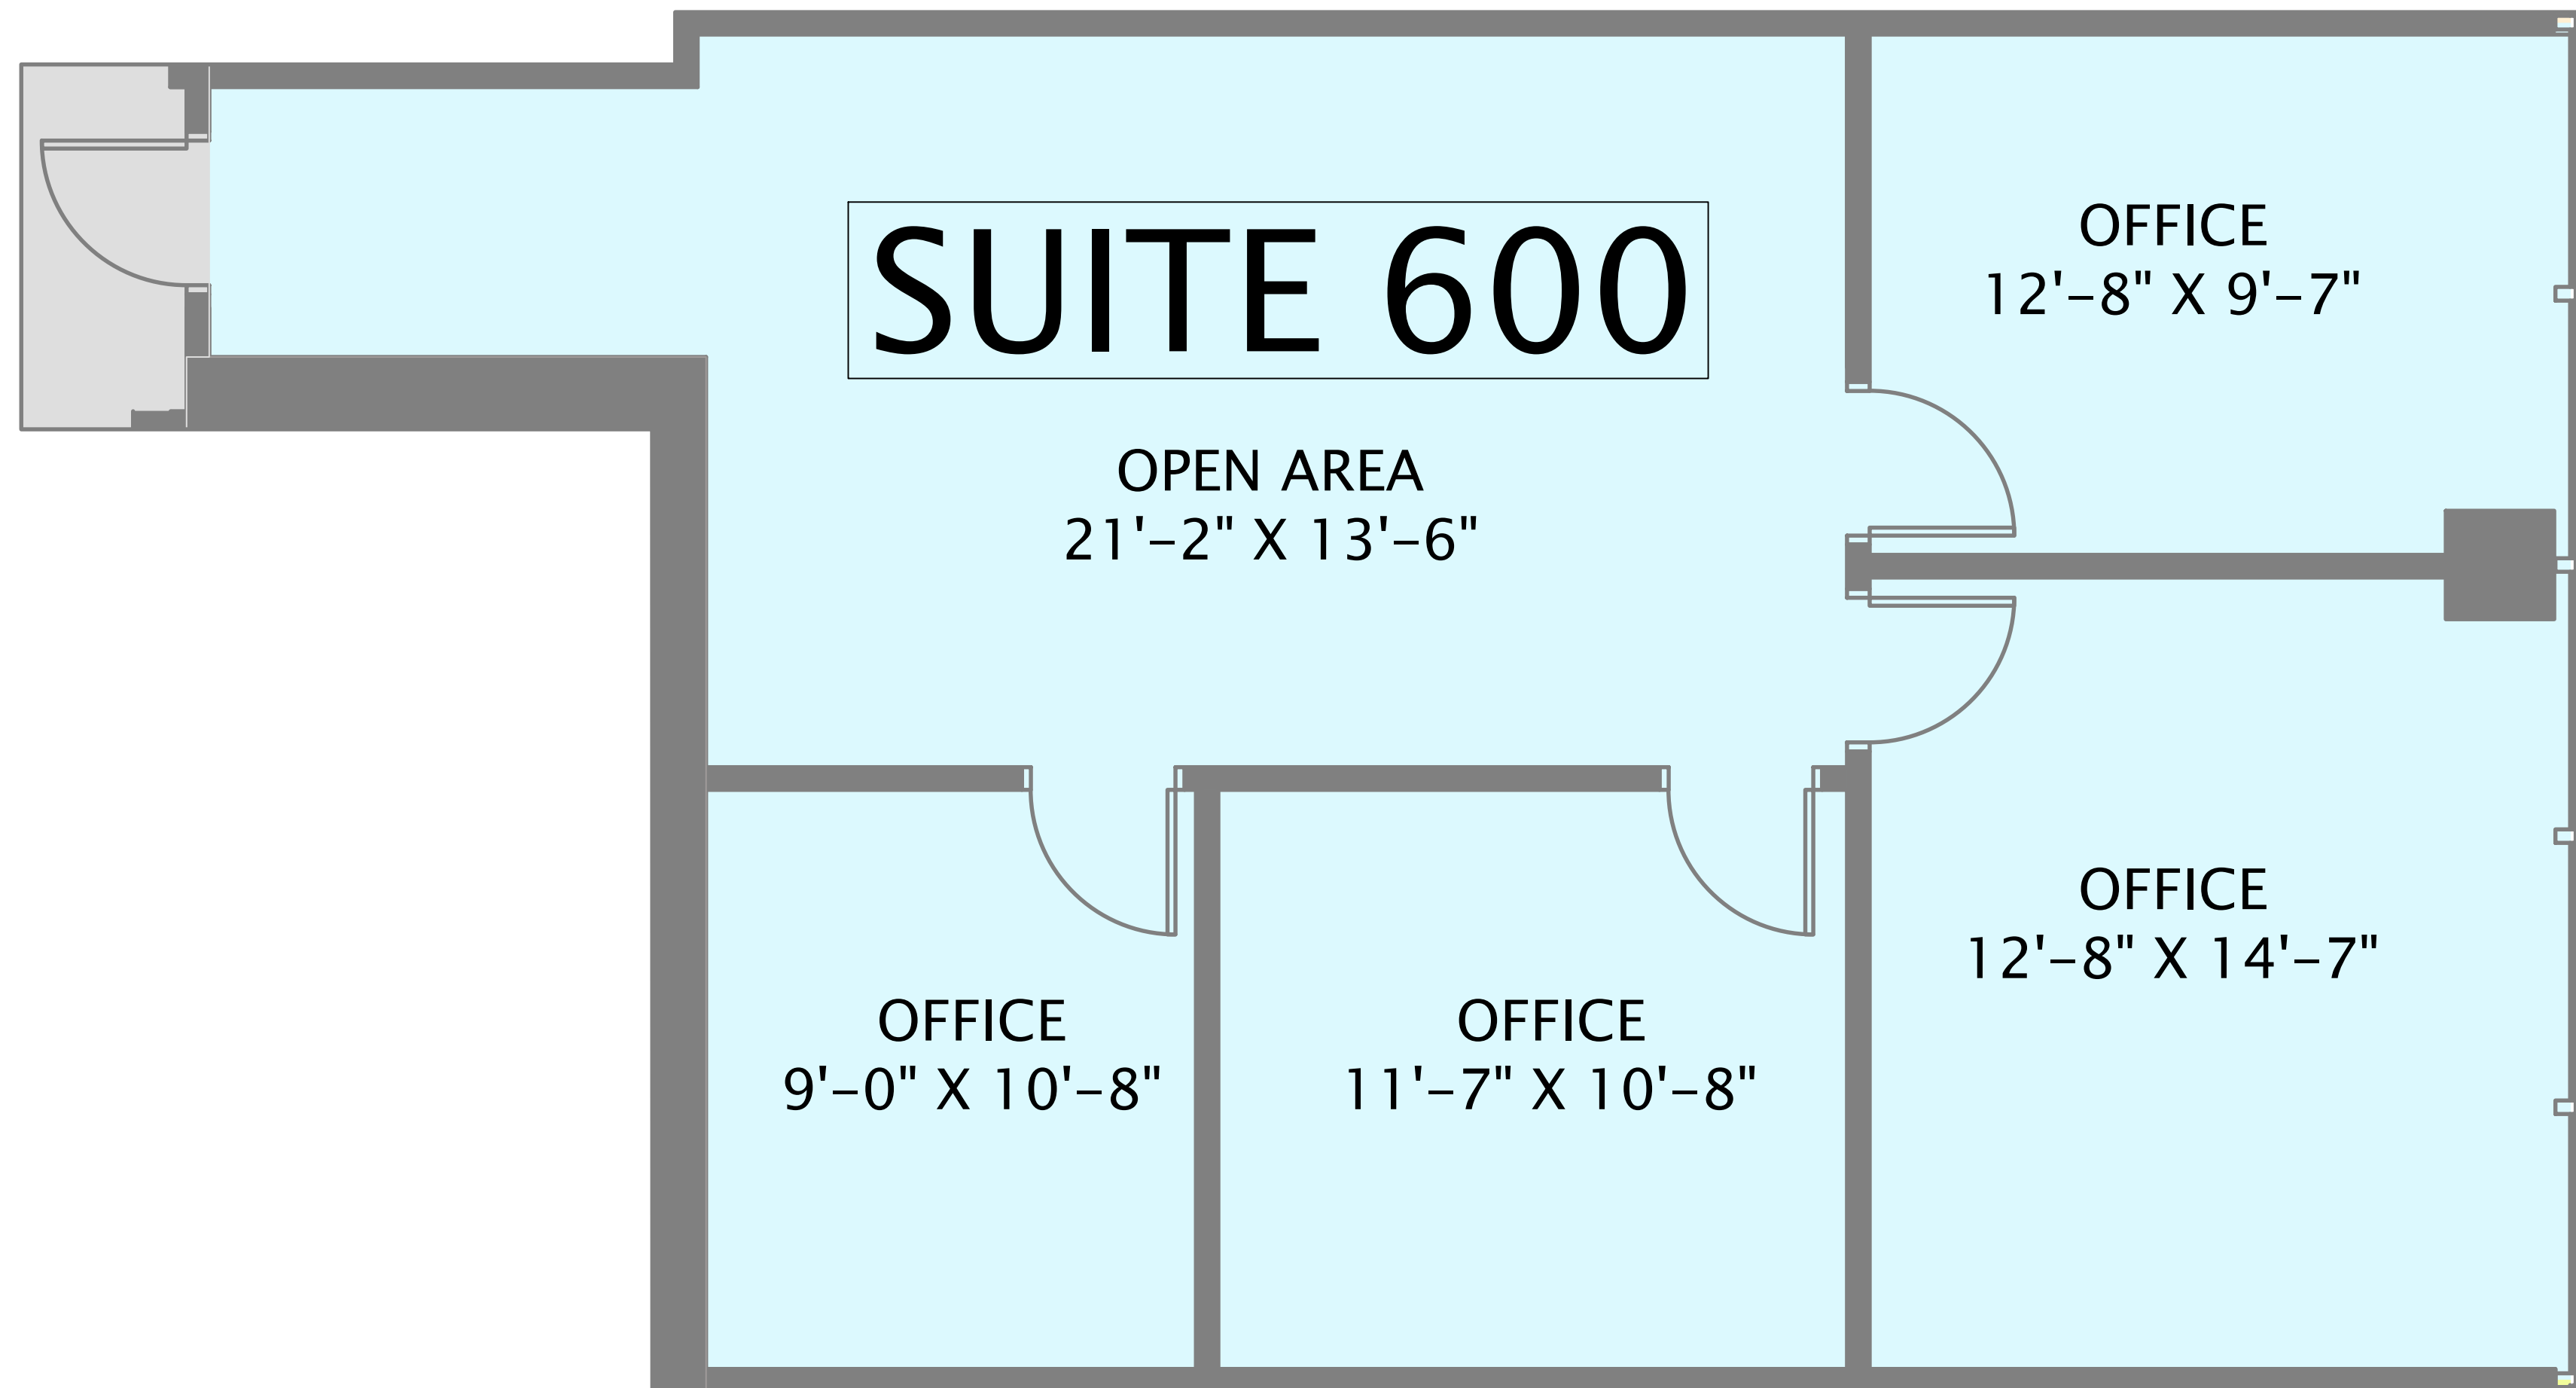 SUITE 600
OPEN AREA
21'-2" X 13'-6"
OFFICE
12'-8" X 9'-7"
OFFICE
12'-8" X 14'-7"
OFFICE
9'-0" X 10'-8"
OFFICE
11'-7" X 10'-8"